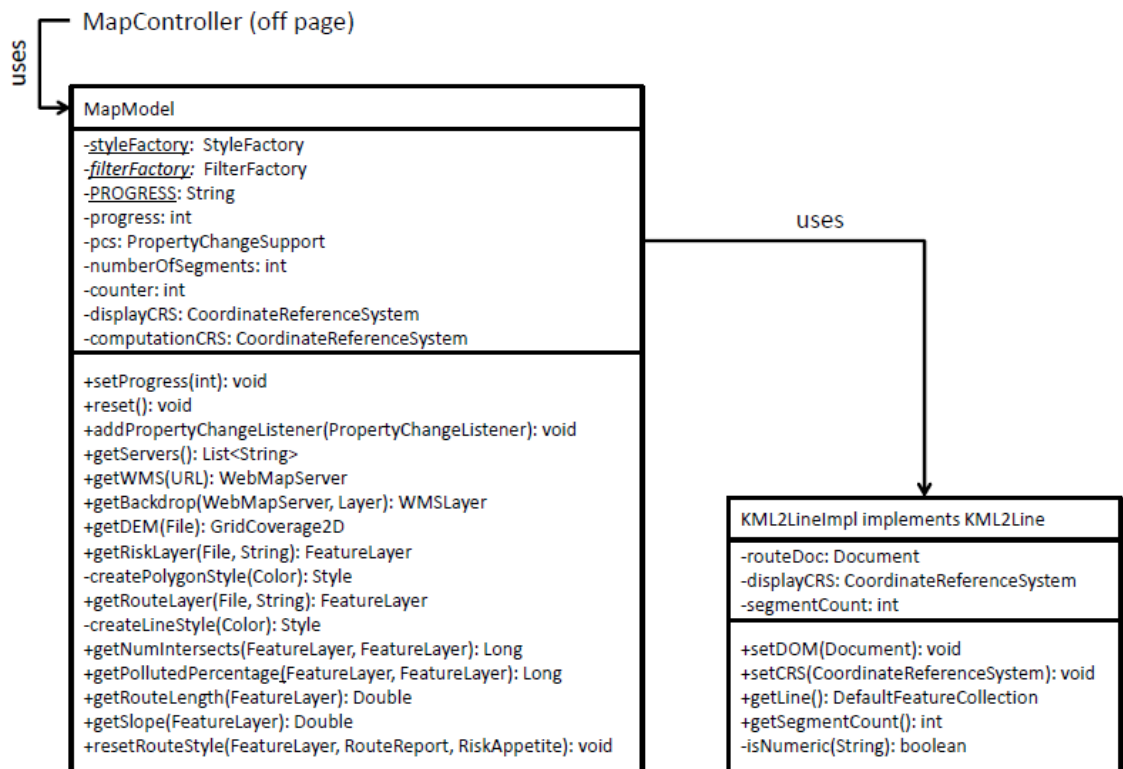 MapController (off page)
uses
MapModel
-styleFactory: StyleFactory
-filterFactory: FilterFactory
-PROGRESS: String
-progress: int
-pcs: PropertyChangeSupport
-numberOfSegments: int
-counter: int
-displayCRS: CoordinateReferenceSystem
-computationCRS: CoordinateReferenceSystem
+setProgress(int): void
+reset(): void
+addPropertyChangeListener(PropertyChangeListener): void
+getServers(): List<String>
+getWMS(URL): WebMapServer
+getBackdrop(WebMapServer, Layer): WMSLayer
+getDEM(File): GridCoverage2D
+getRiskLayer(File, String): FeatureLayer
-createPolygonStyle(Color): Style
+getRouteLayer(File, String): FeatureLayer
-createLineStyle(Color): Style
+getNumIntersects(FeatureLayer, FeatureLayer): Long
+getPollutedPercentage(FeatureLayer, FeatureLayer): Long
+getRouteLength(FeatureLayer): Double
+getSlope(FeatureLayer): Double
+resetRouteStyle(FeatureLayer, RouteReport, RiskAppetite): void
uses
KML2LineImpl implements KML2Line
-routeDoc: Document
-displayCRS: CoordinateReferenceSystem
-segmentCount: int
+setDOM(Document): void
+setCRS(CoordinateReferenceSystem): void
+getLine(): DefaultFeatureCollection
+getSegmentCount(): int
-isNumeric(String): boolean